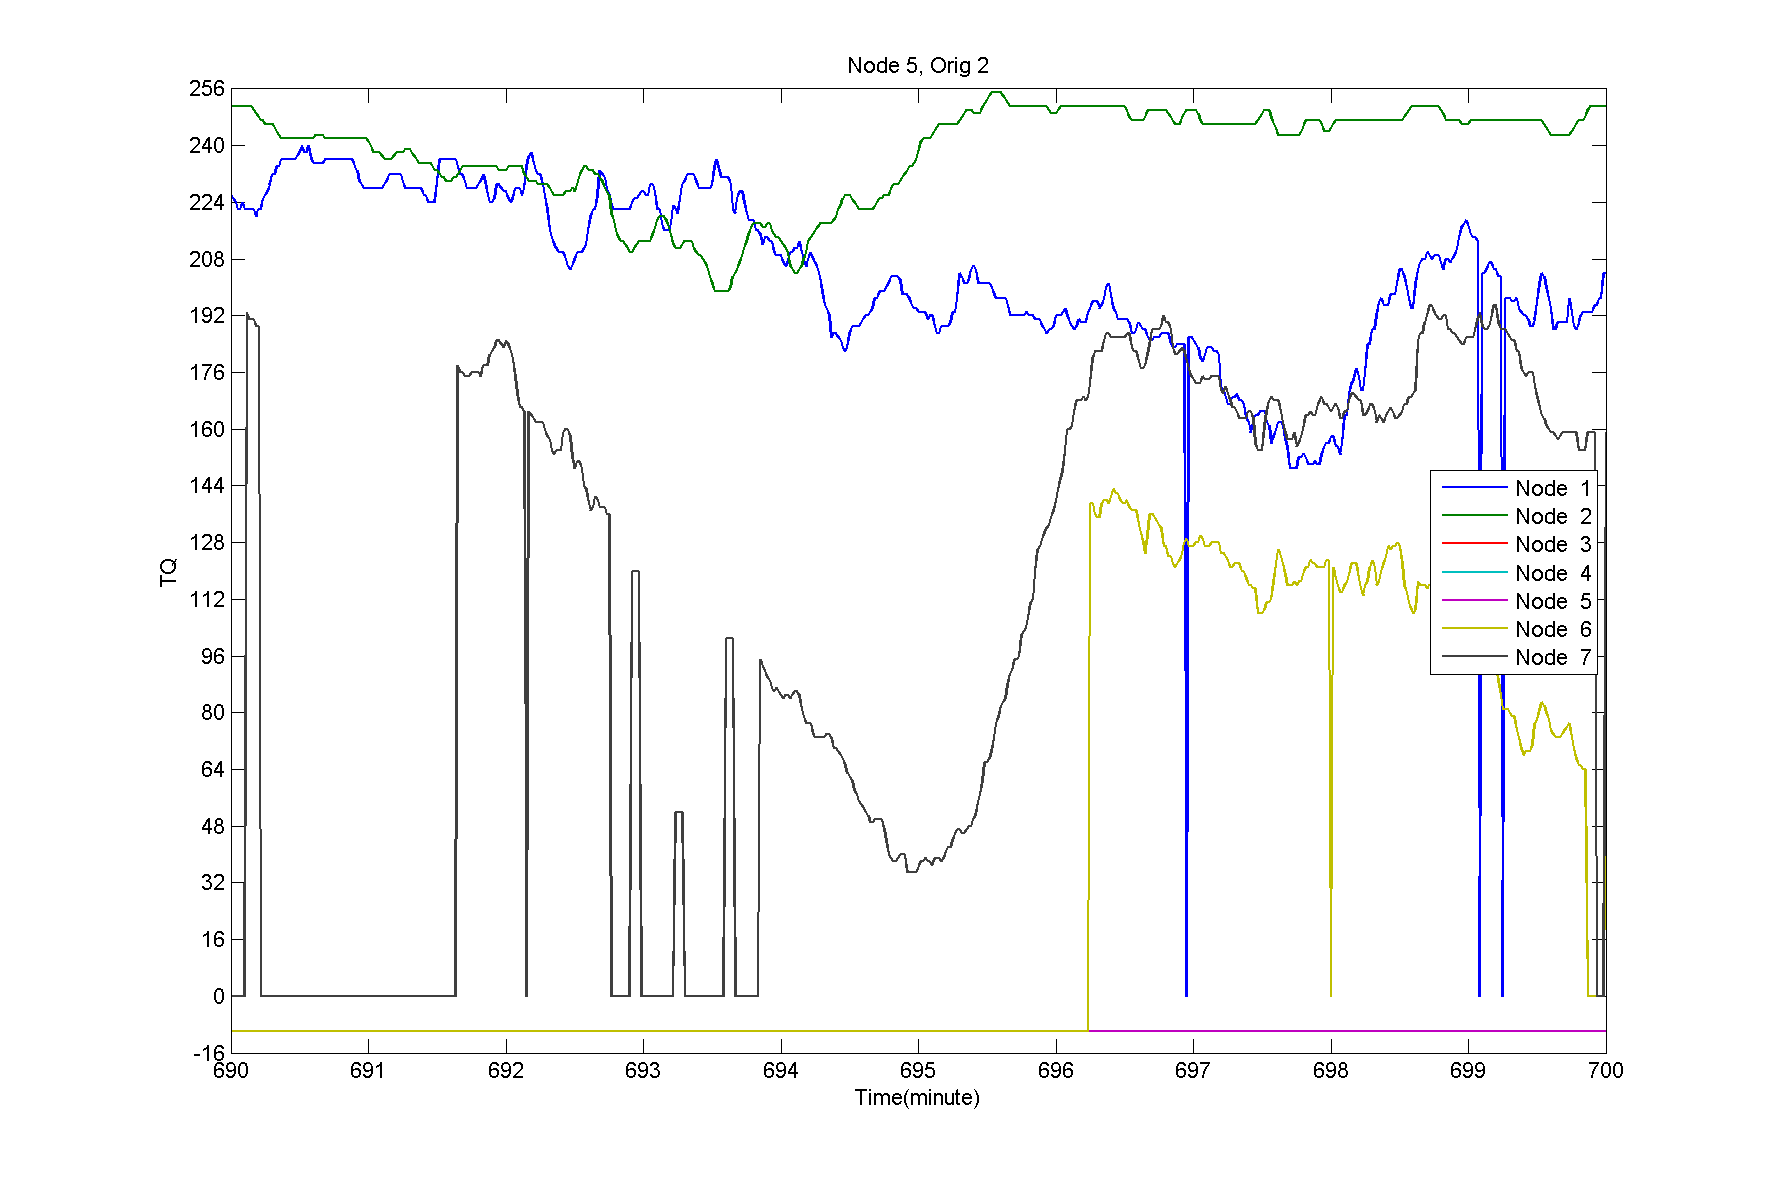 Node 5, Orig 2
256
240
224
208
192
176
160
144
128
112
96
80
64
48
32
16
0
-16
TQ
Node 1
Node 2
Node 3
Node 4
Node 5
Node 6
Node 7
690 691 692 693 694 695 696 697 698 699 700
Time(minute)